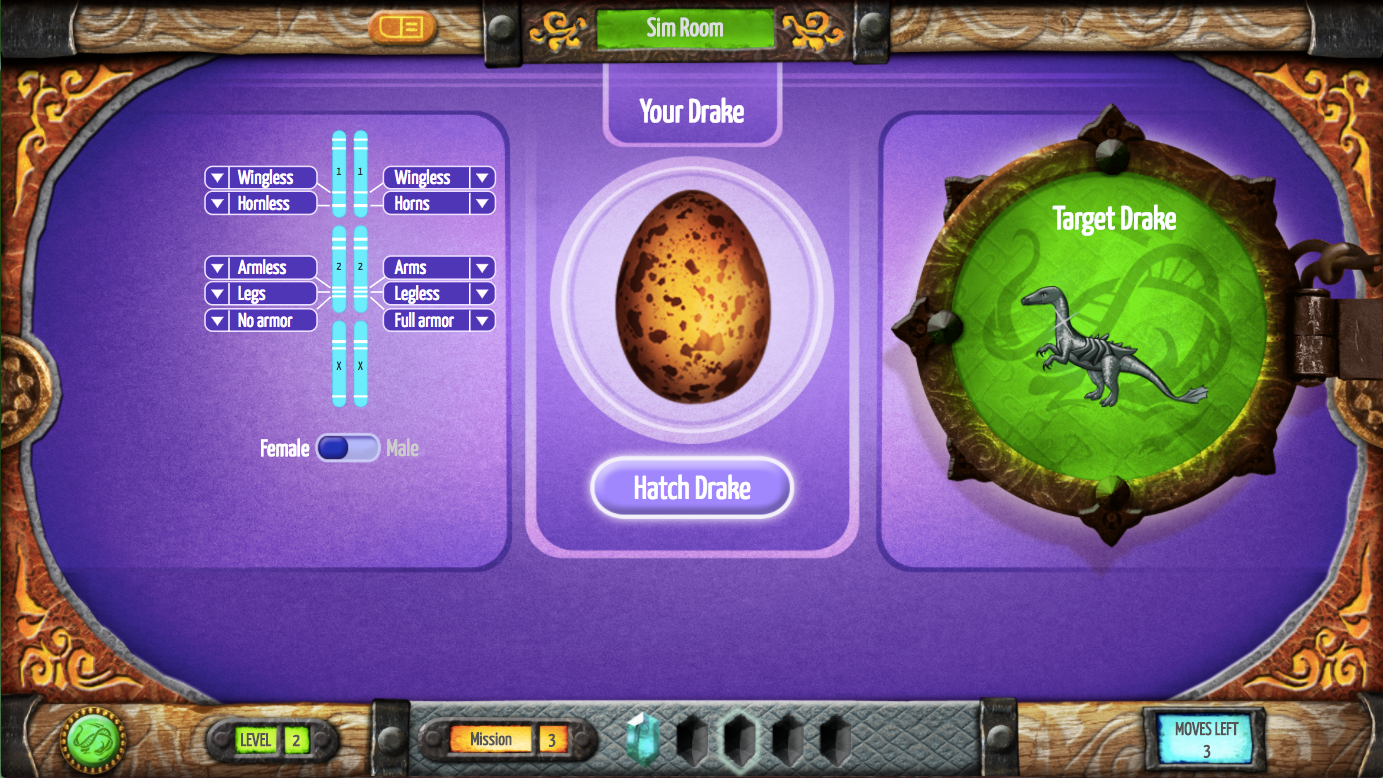 Sim Room
Your Drake
1 1
Wingless Wingless
Hornless Horns
2 2
Armless Arms
Legs Legless
No armor Full armor
X X
Female Male
Hatch Drake
Target Drake
LEVEL 2
Mission 3
MOVES LEFT
3